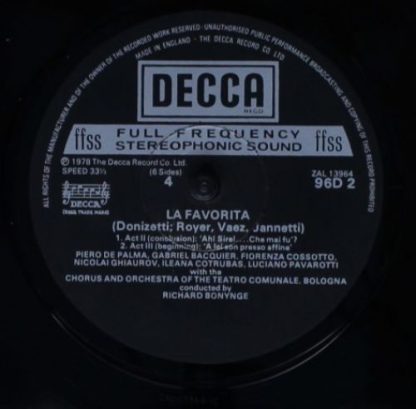 ALL RIGHTS OF THE MANUFACTURER AND OF THE OWNER OF THE RECORDED WORK RESERVED · UNAUTHORISED PUBLIC PERFORMANCE BROADCASTING AND COPYING OF THIS RECORD PROHIBITED
MADE IN ENGLAND · THE DECCA RECORD CO LTD
DECCA
REGD
ffss FULL FREQUENCY ffss
STEREOPHONIC SOUND
℗ 1978 The Decca Record Co. Ltd. ZAL 13964
SPEED 33⅓ (6 Sides) 96D 2
4
DECCA
LA FAVORITA
(Donizetti; Royer, Vaez, Jannetti)
1. Act II (conclusion): 'Ah! Sire!....Che mai fu'?
2. Act III (beginning): 'A lei son presso alfine'
PIERO DE PALMA, GABRIEL BACQUIER, FIORENZA COSSOTTO,
NICOLAI GHIAUROV, ILEANA COTRUBAS, LUCIANO PAVAROTTI
with the
CHORUS AND ORCHESTRA OF THE TEATRO COMUNALE, BOLOGNA
conducted by
RICHARD BONYNGE